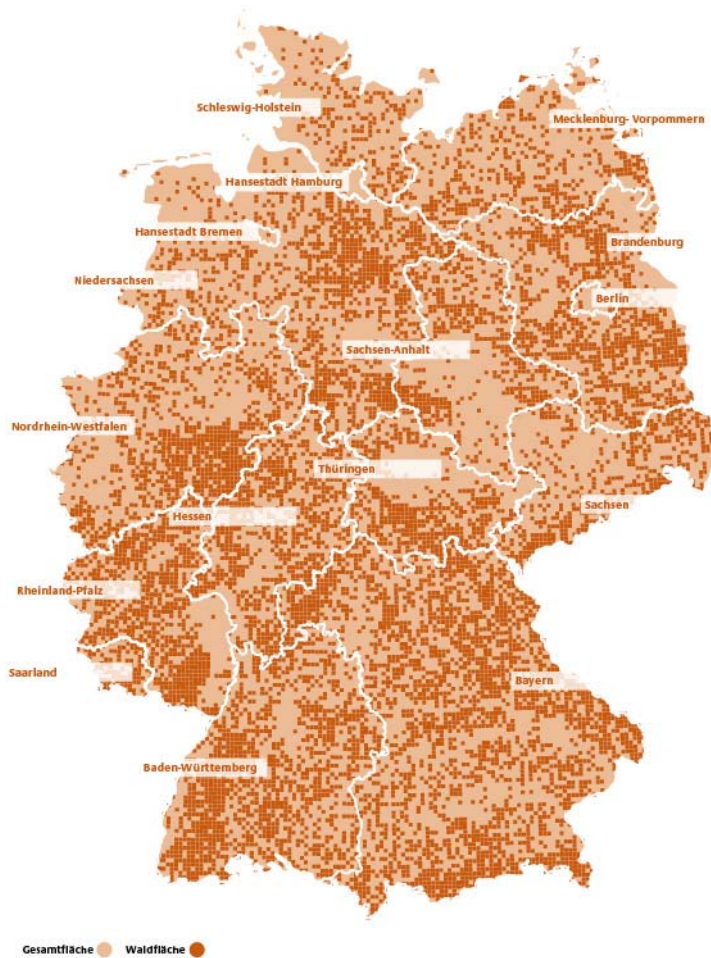 Schleswig-Holstein
Mecklenburg- Vorpommern
Hansestadt Hamburg
Hansestadt Bremen
Brandenburg
Niedersachsen
Berlin
Sachsen-Anhalt
Nordrhein-Westfalen
Thüringen
Hessen
Sachsen
Rheinland-Pfalz
Saarland
Bayern
Baden-Württemberg
Gesamtfläche Waldfläche